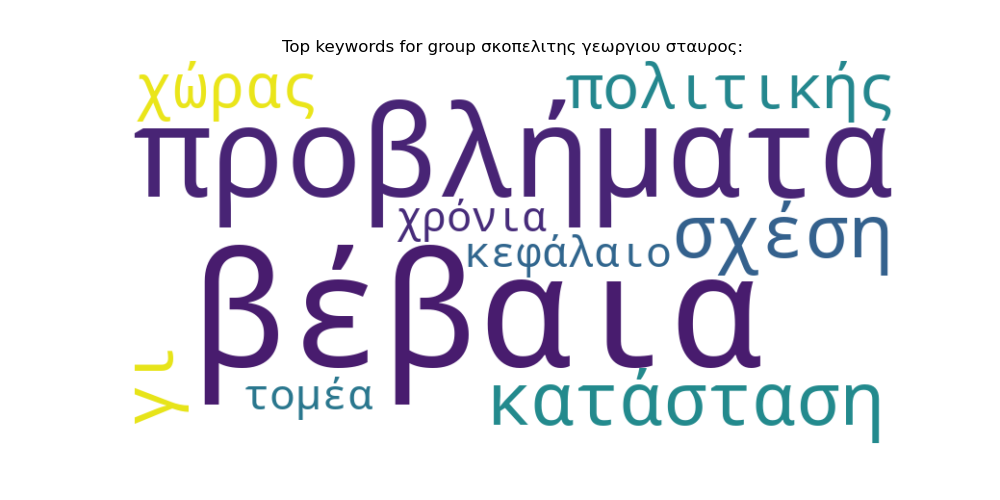 Top keywords for group σκοπελιτης γεωργιου σταυρος:
χώρας πολιτικής
προβλήματα
χρόνια σχέση
κεφάλαιο
βέβαια
γι
τομέα κατάσταση